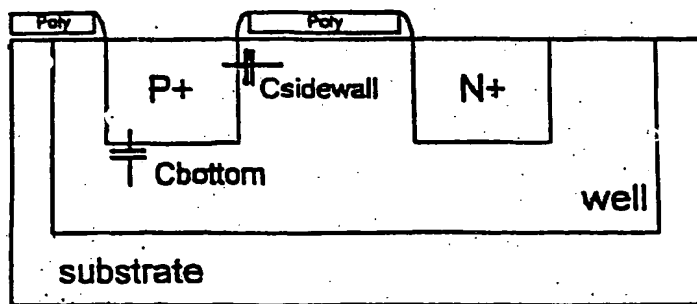 Poly
Poly
P+
Csidewall
N+
Cbottom
well
substrate